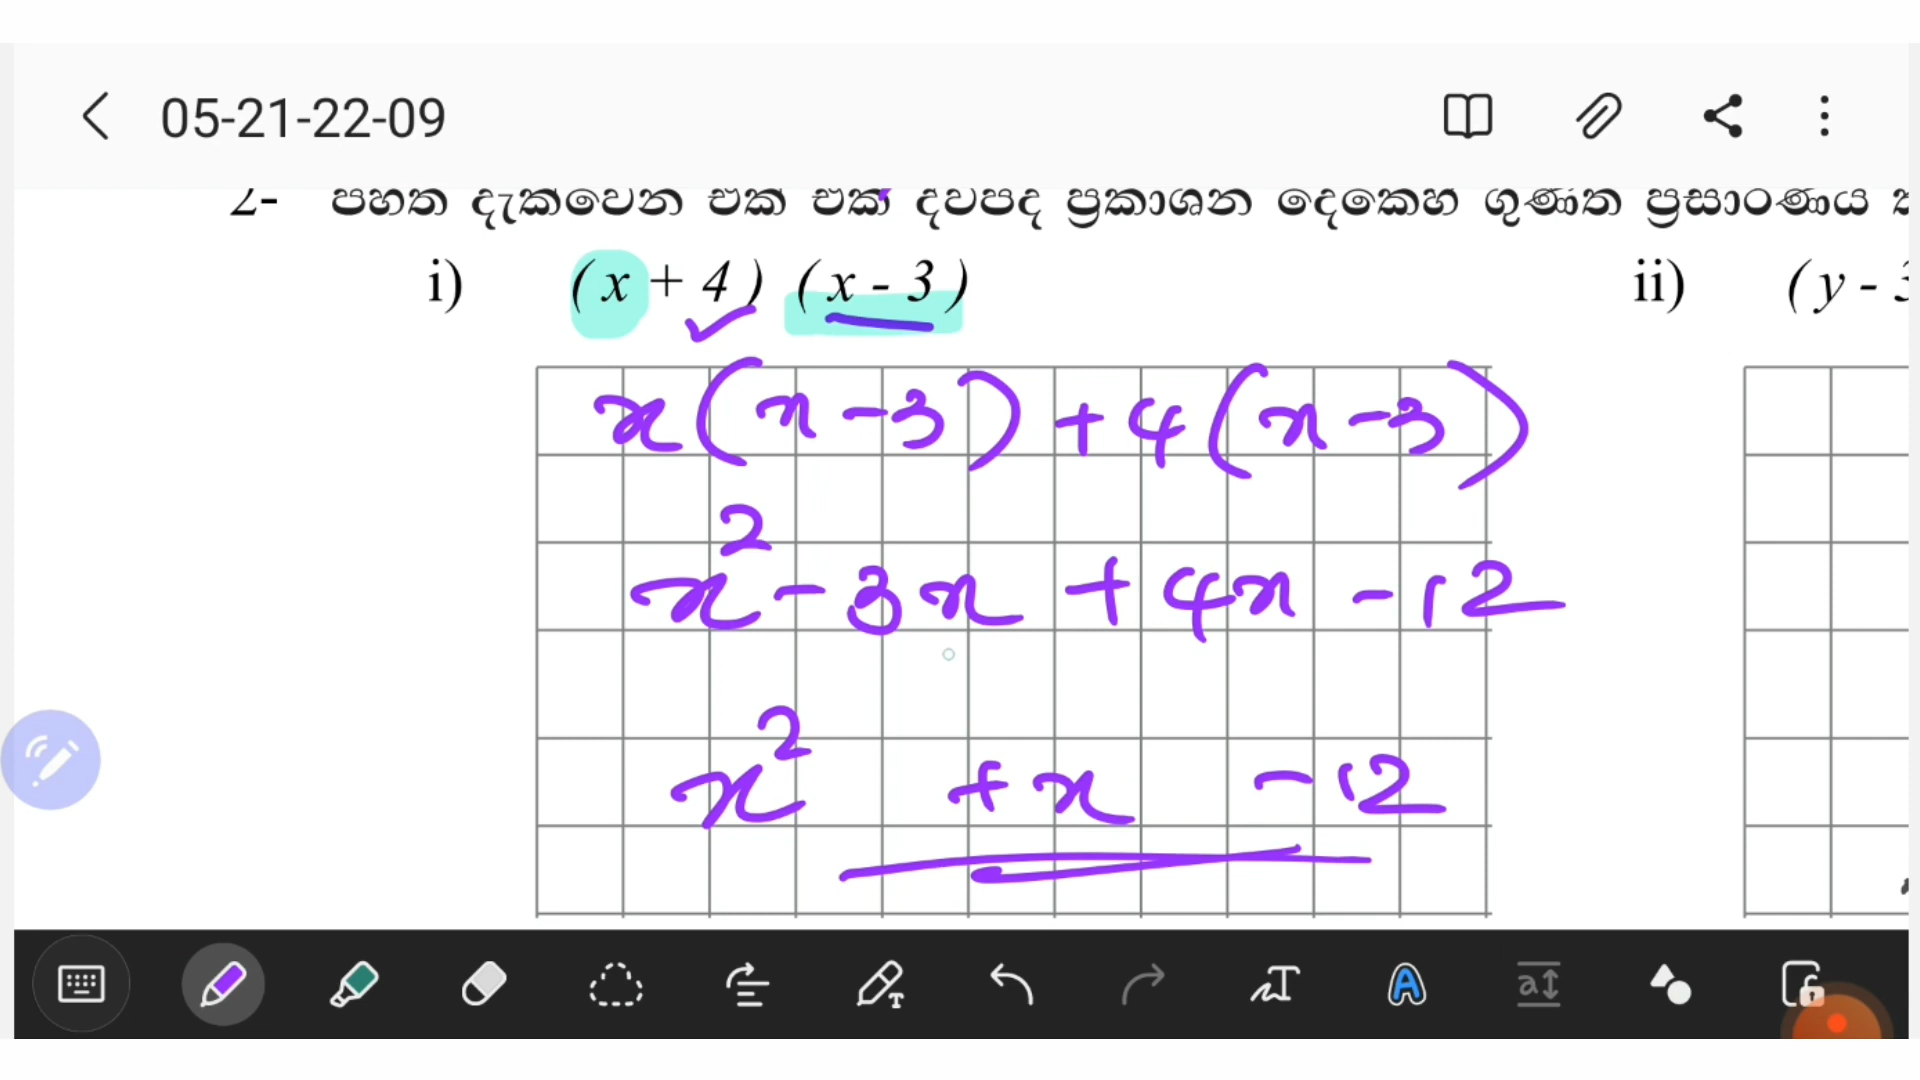 05-21-22-09
2- පහත දැක්වෙන එක් එක් ද්විපද ප්‍රකාශන දෙකෙහි ගුණිත ප්‍රසාරණය
i) (x + 4) (x - 3)
ii) (y - 3
x(x-3)+4(x-3)
x² - 3x + 4x - 12
x² + x - 12